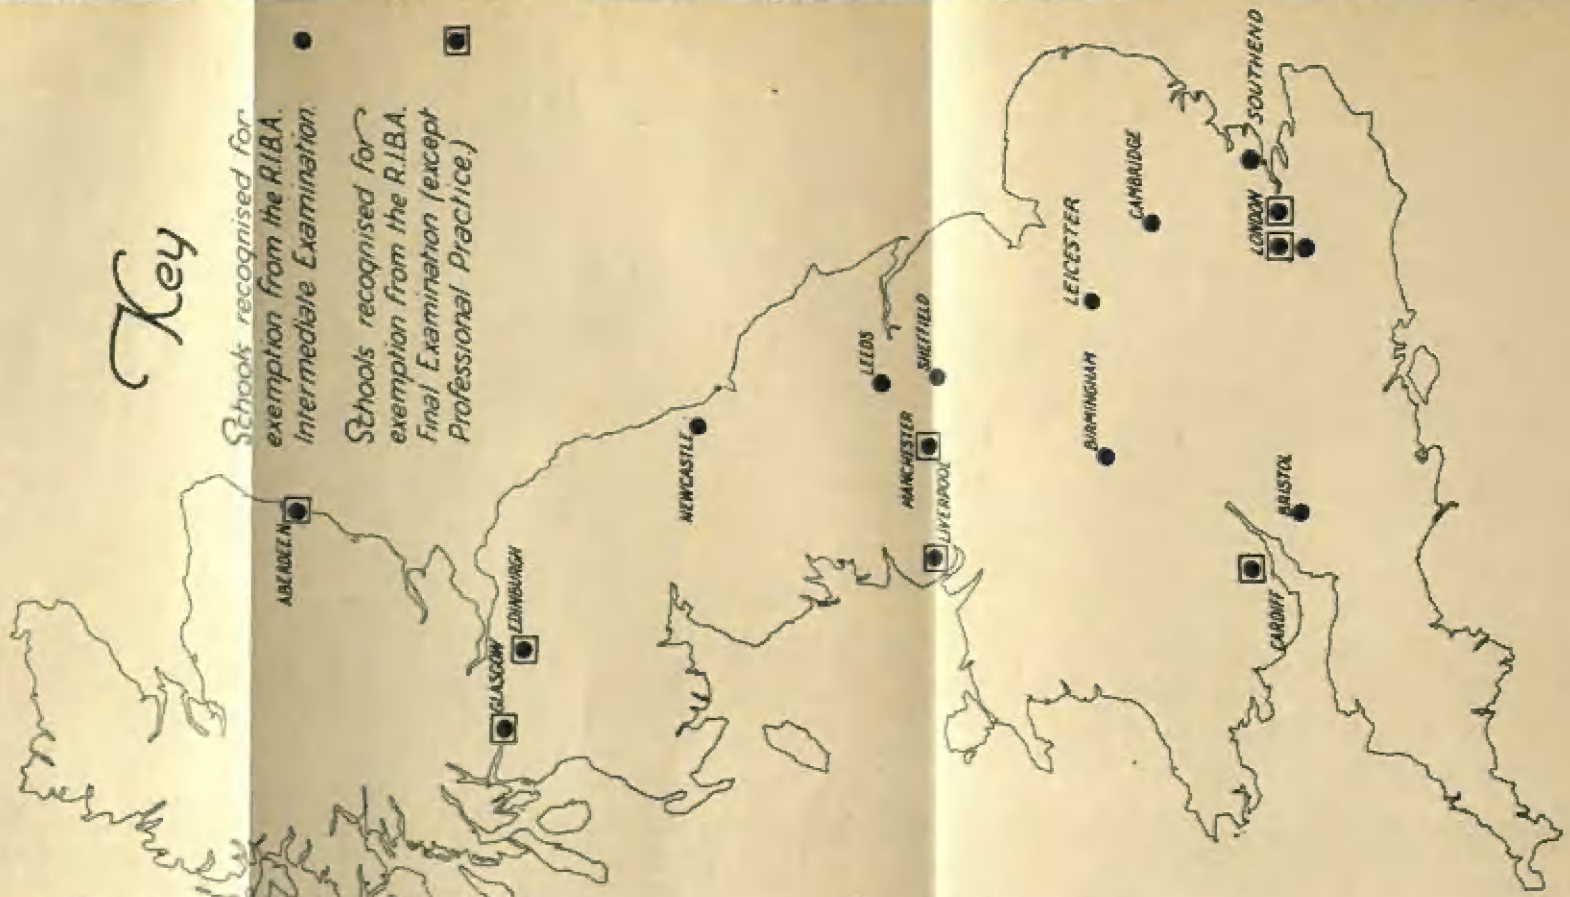 Key
Schools recognised for
exemption from the R.I.B.A.
Intermediate Examination.
Schools recognised for
exemption from the R.I.B.A.
Final Examination (except
Professional Practice.)
ABERDEEN
GLASGOW
EDINBURGH
NEWCASTLE
LEEDS
MANCHESTER
SHEFFIELD
LIVERPOOL
LEICESTER
BIRMINGHAM
CAMBRIDGE
CARDIFF
BRISTOL
LONDON
SOUTHEND